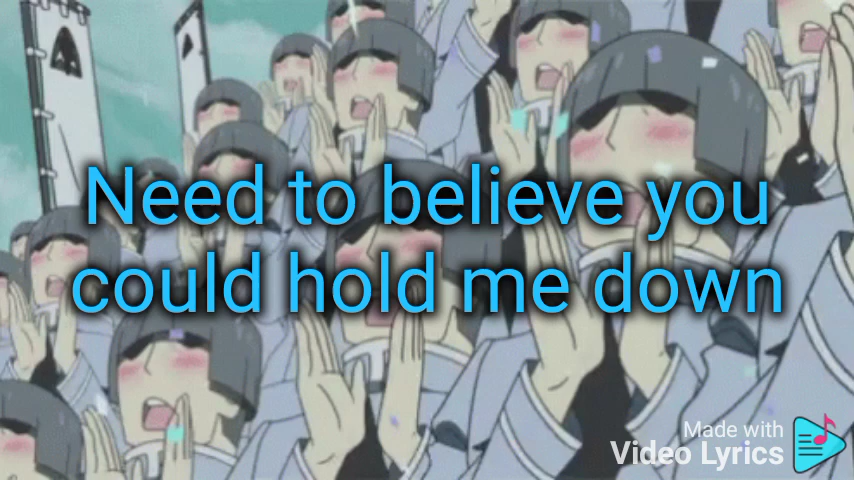 Need to believe you
could hold me down
Made with
Video Lyrics